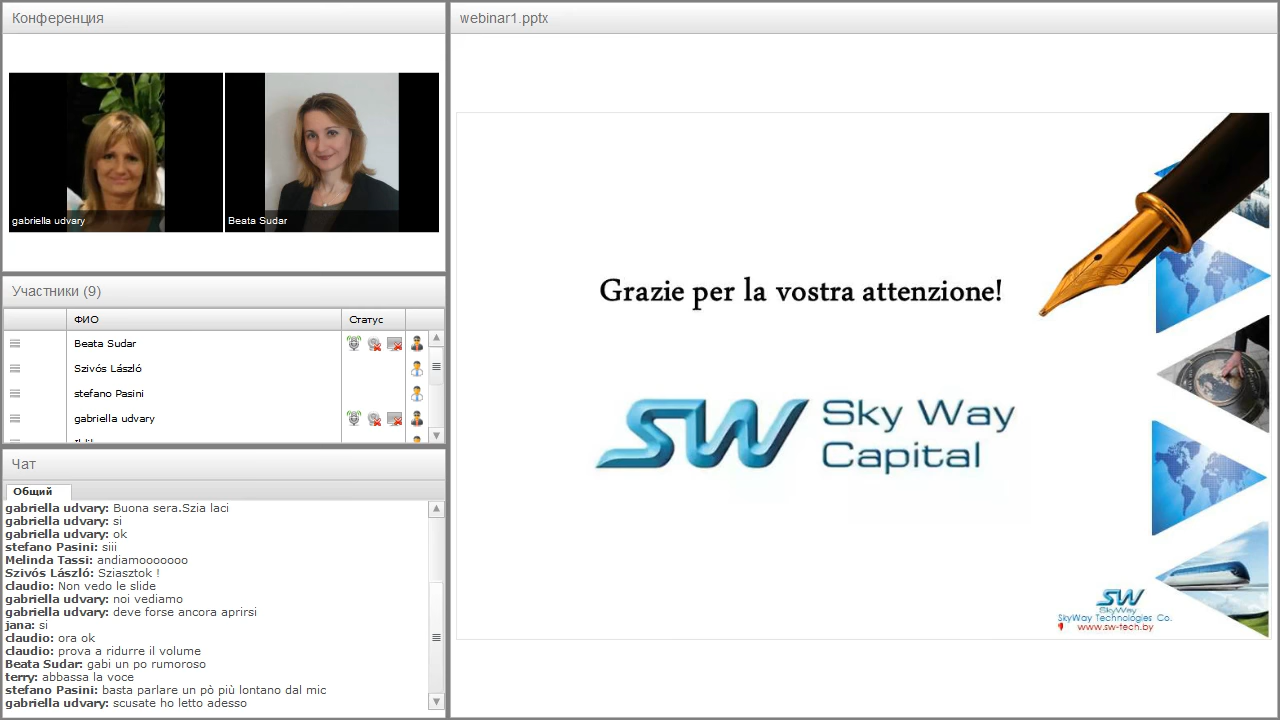 Конференция
gabriella udvary
Beata Sudar
Участники (9)
ФИО
Статус
Beata Sudar
Szivós László
stefano Pasini
gabriella udvary
Чат
Общий
gabriella udvary: Buona sera.Szia laci
gabriella udvary: si
gabriella udvary: ok
stefano Pasini: siii
Melinda Tassi: andiamooooooo
Szivós László: Sziasztok !
claudio: Non vedo le slide
gabriella udvary: noi vediamo
gabriella udvary: deve forse ancora aprirsi
jana: si
claudio: ora ok
claudio: prova a ridurre il volume
Beata Sudar: gabi un po rumoroso
terry: abbassa la voce
stefano Pasini: basta parlare un pò più lontano dal mic
gabriella udvary: scusate ho letto adesso
webinar1.pptx
Grazie per la vostra attenzione!
SW Sky Way
Capital
SW
SkyWay
SkyWay Technologies Co.
www.sw-tech.by